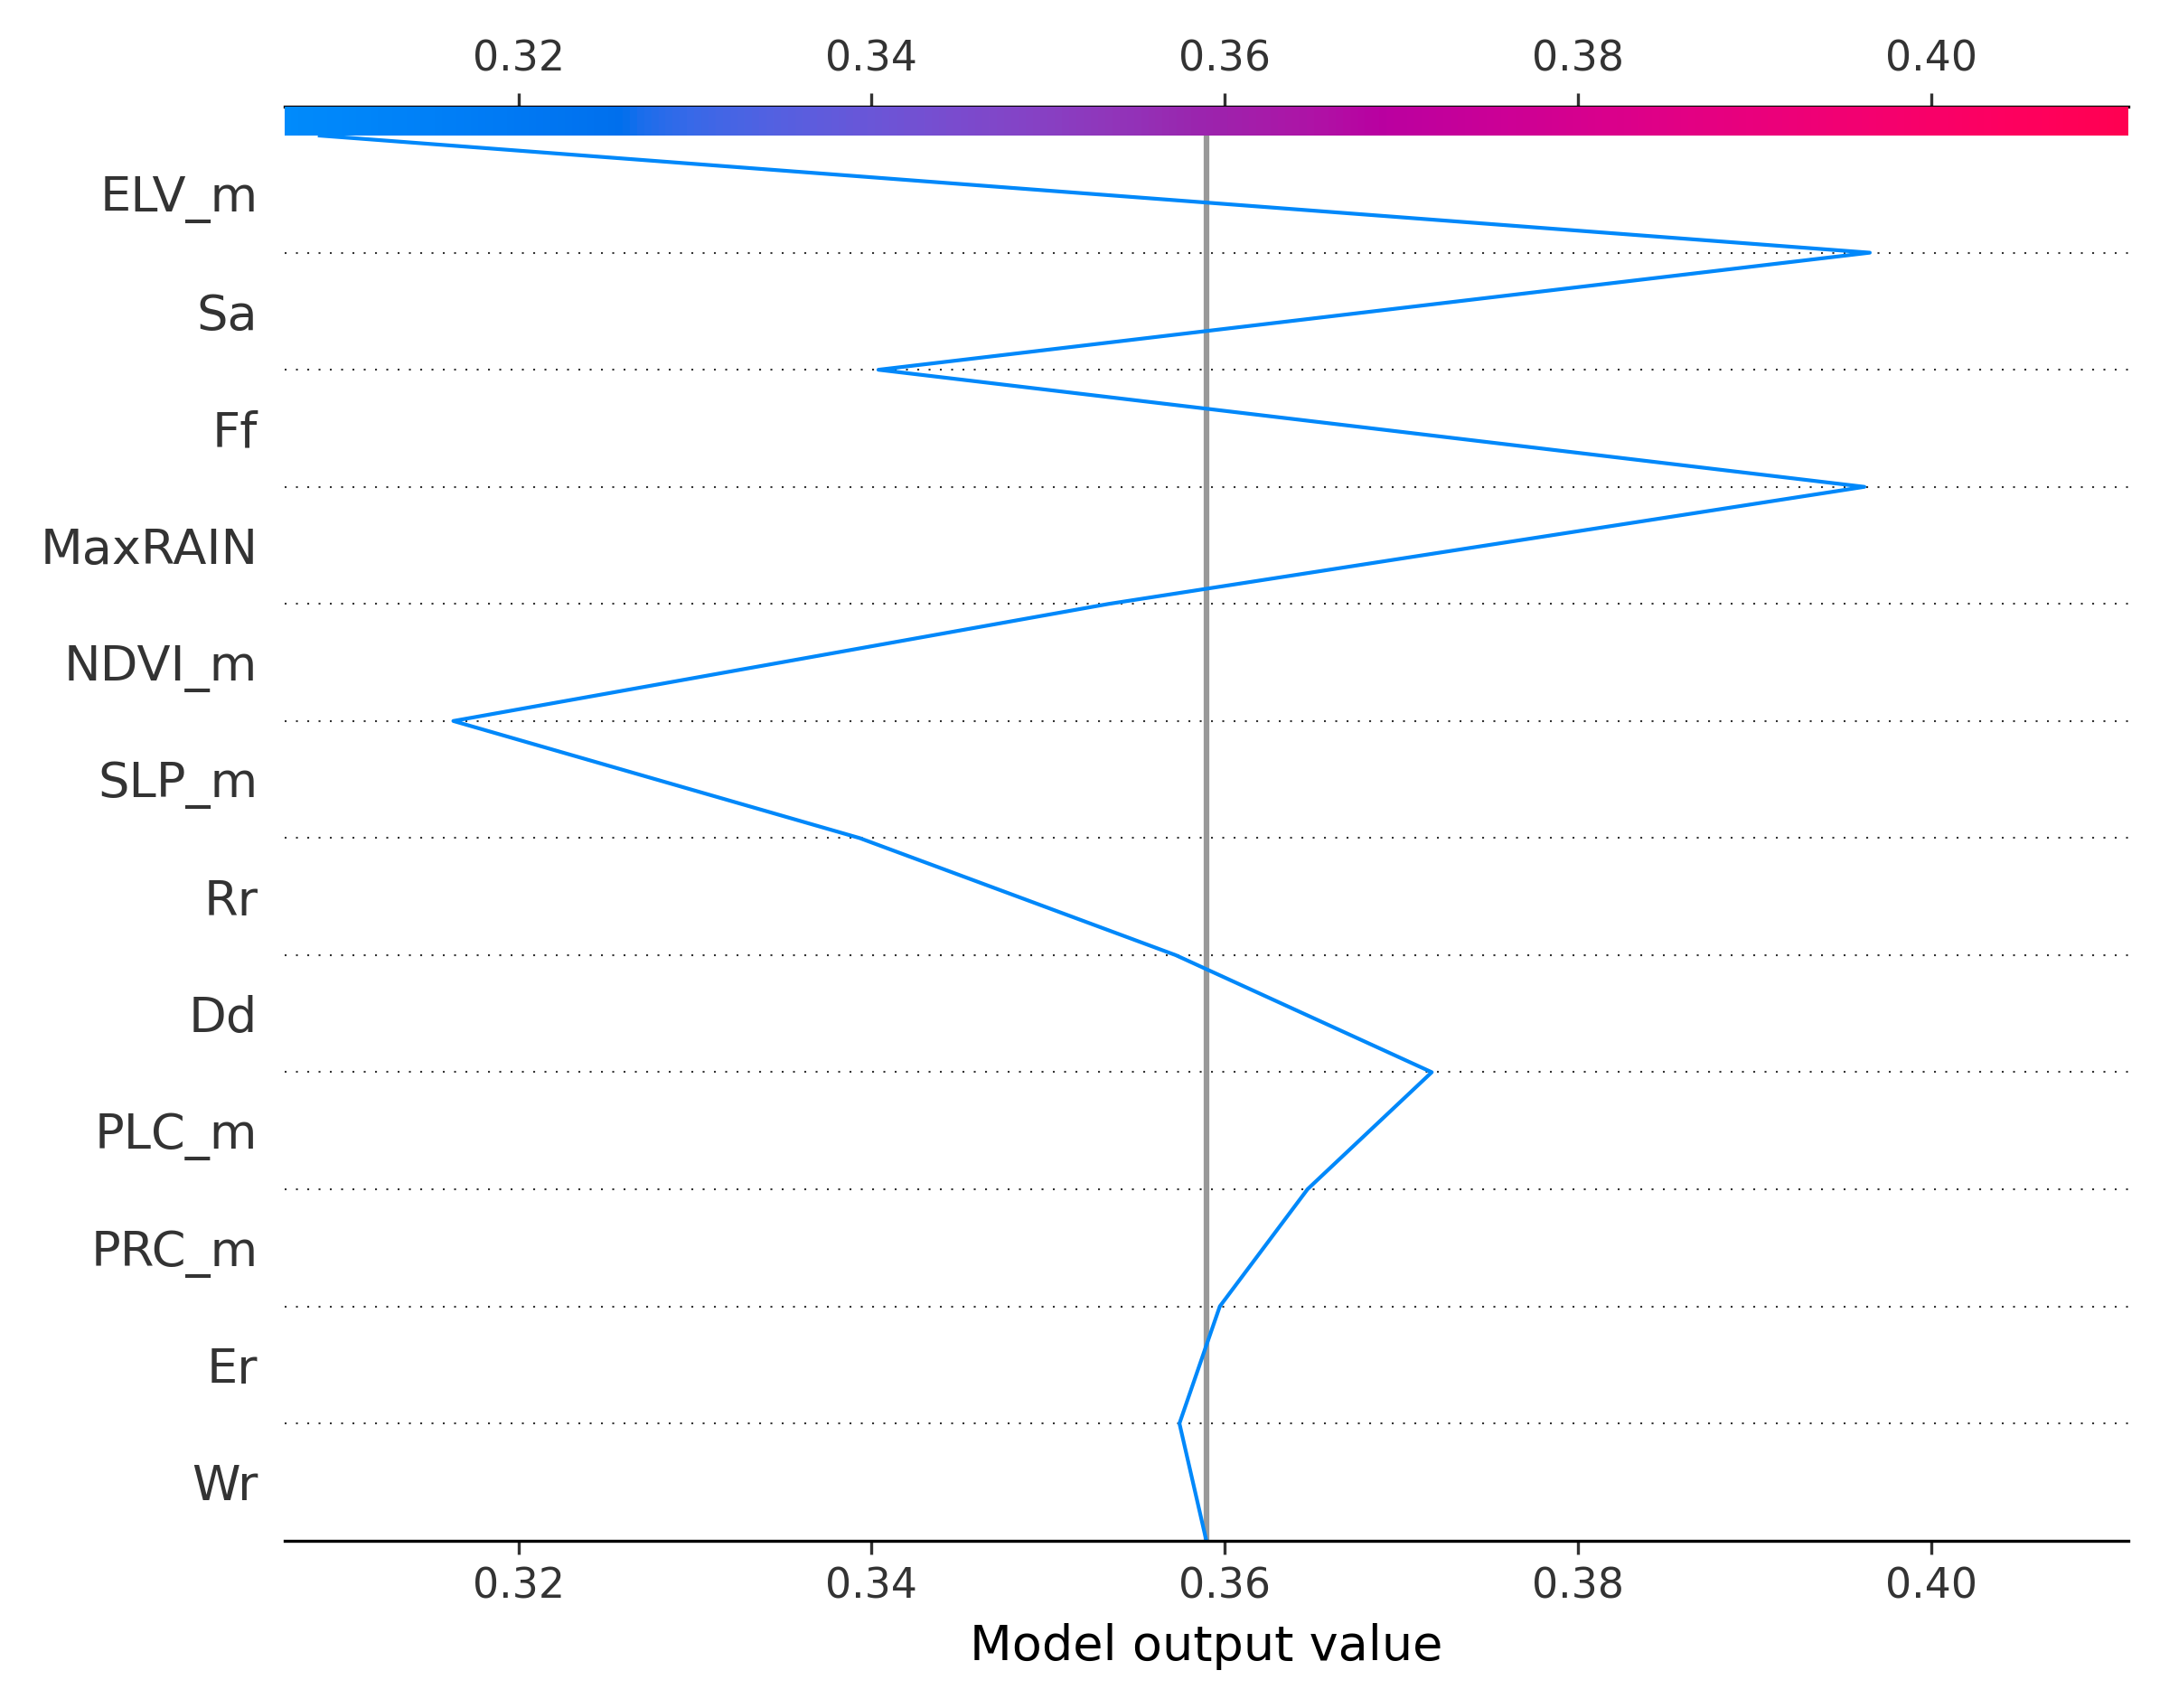 0.32 0.34 0.36 0.38 0.40
ELV_m
Sa
Ff
MaxRAIN
NDVI_m
SLP_m
Rr
Dd
PLC_m
PRC_m
Er
Wr
0.32 0.34 0.36 0.38 0.40
Model output value